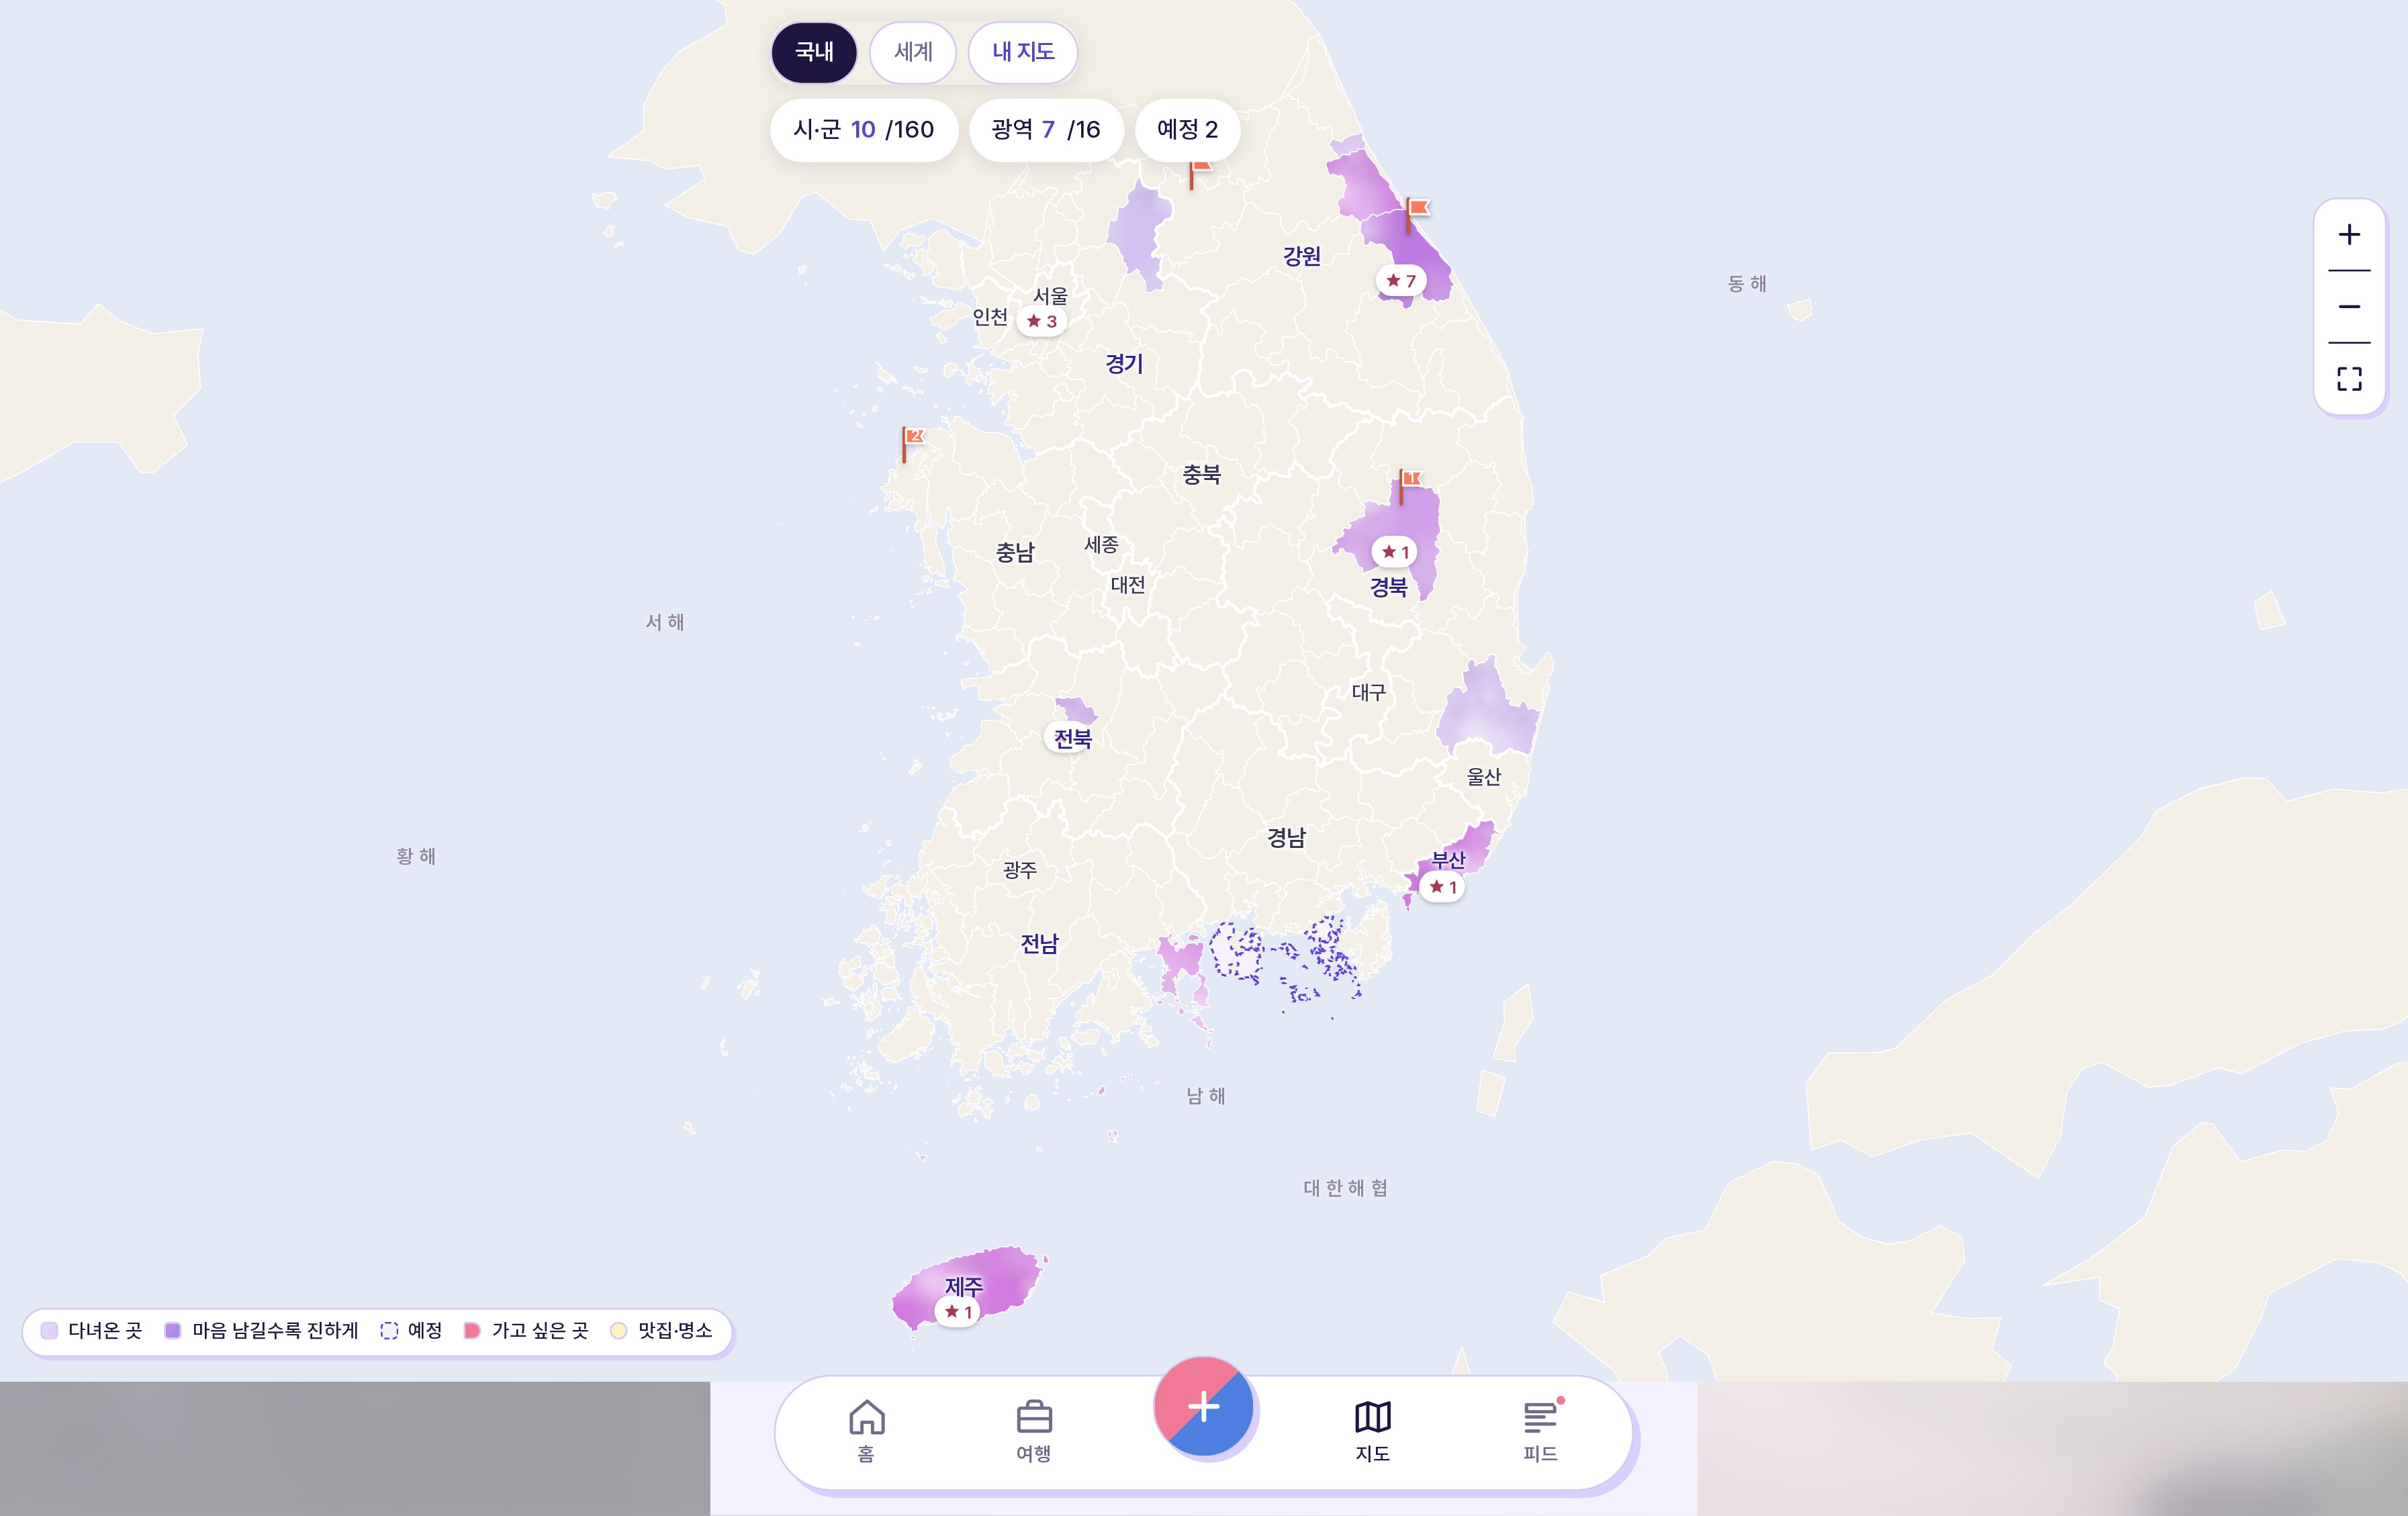 국내 세계 내 지도
시·군 10 /160 광역 7 /16 예정 2
강원
7
동해
서울
인천
3
경기
2
충북
1
충남
세종
1
대전
경북
서해
대구
전북
울산
경남
황해
부산
광주
1
전남
남해
대한해협
제주
1
다녀온 곳 마음 남길수록 진하게 예정 가고 싶은 곳 맛집·명소
홈 여행 지도 피드